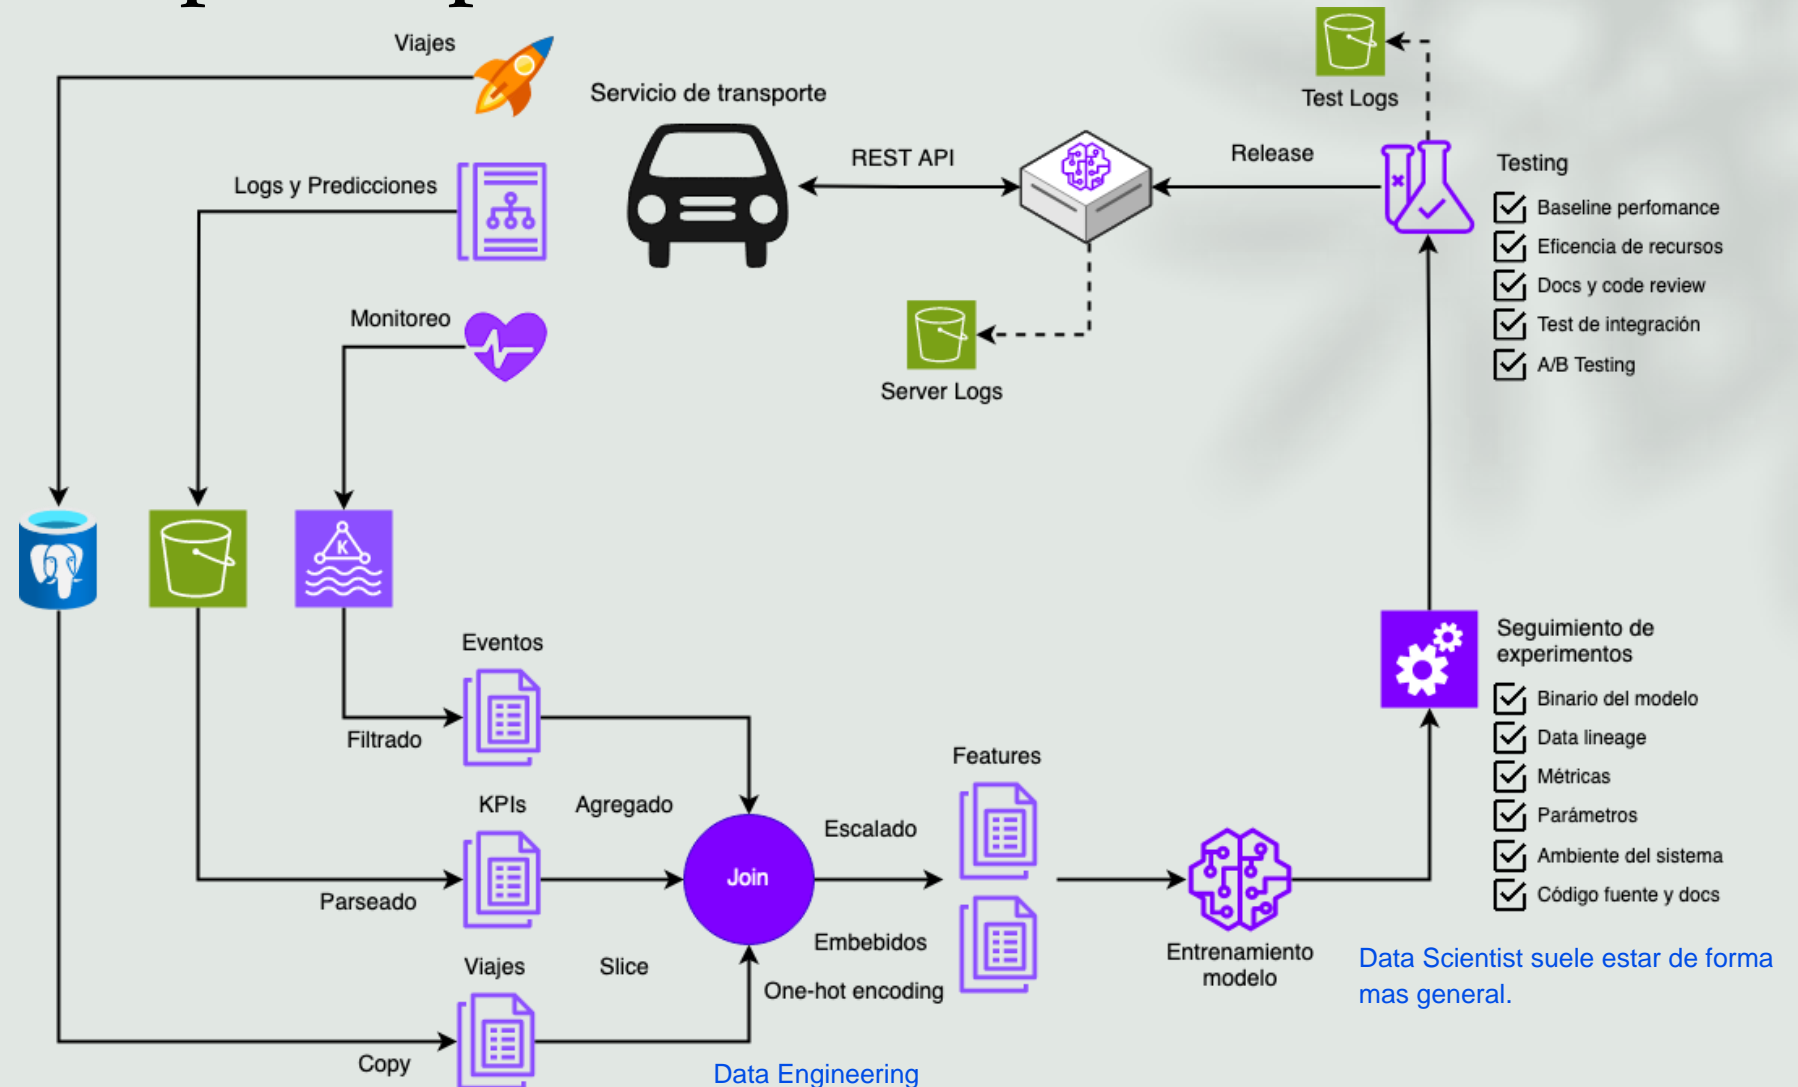 Viajes
Servicio de transporte
Test Logs
REST API
Release
Testing
Logs y Predicciones
Baseline perfomance
Eficencia de recursos
Docs y code review
Test de integración
A/B Testing
Monitoreo
Server Logs
K
Eventos
Filtrado
Seguimiento de
experimentos
Binario del modelo
Data lineage
Métricas
Parámetros
Ambiente del sistema
Código fuente y docs
Features
KPIs
Agregado
Escalado
Join
Parseado
Embebidos
Entrenamiento
modelo
Viajes
Slice
One-hot encoding
Data Scientist suele estar de forma
mas general.
Copy
Data Engineering